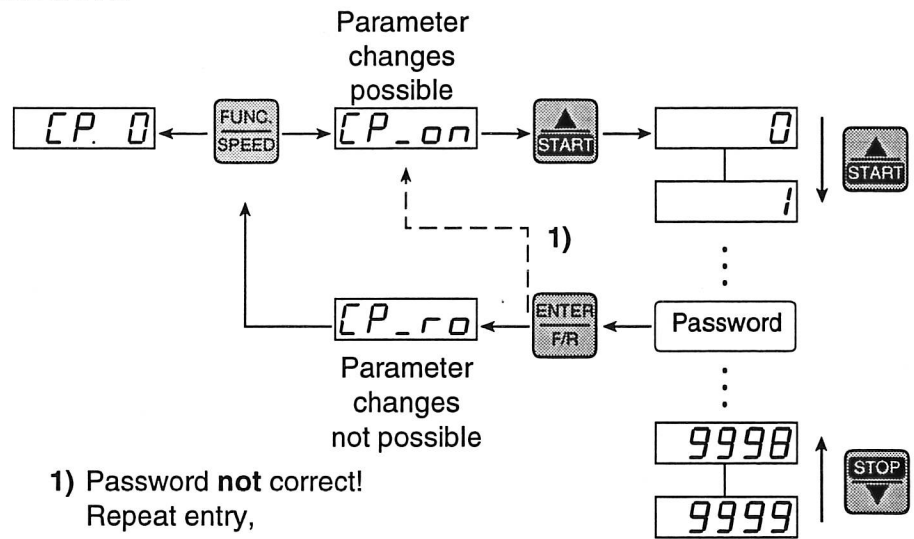 Parameter
changes
possible
CP. 0
FUNC.
SPEED
CP_on
START
0
START
1
1)
CP_ro
ENTER
F/R
Password
Parameter
changes
not possible
9998
STOP
9999
1) Password not correct!
Repeat entry,